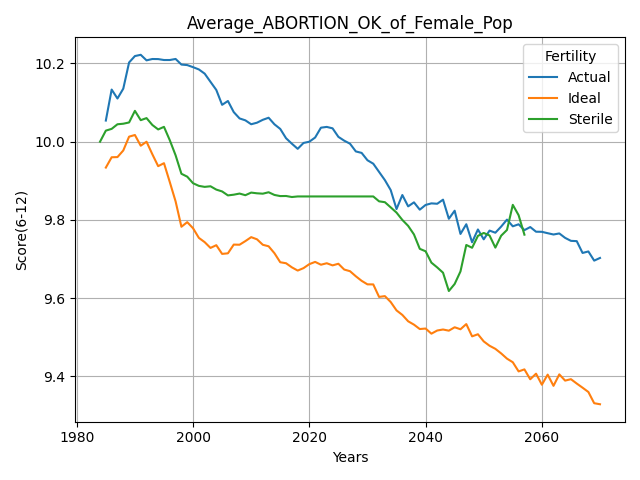 Average_ABORTION_OK_of_Female_Pop
Fertility
Actual
Ideal
Sterile
Score(6-12)
10.2
10.0
9.8
9.6
9.4
1980
2000
2020
2040
2060
Years